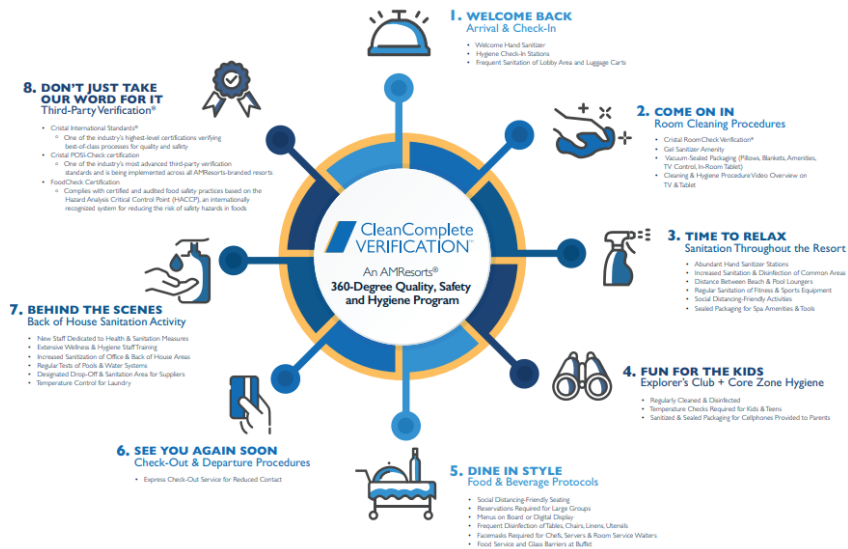 1. WELCOME BACK
Arrival & Check-In
• Welcome Hand Sanitizer
• Hygiene Check-In Stations
• Frequent Sanitation of Lobby Area and Luggage Carts
2. COME ON IN
Room Cleaning Procedures
• Cristal RoomCheck Verification®
• Gel Sanitizer Amenity
• Vacuum-Sealed Packaging (Pillows, Blankets, Amenities,
TV Control, In-Room Tablet)
• Cleaning & Hygiene Procedure Video Overview on
TV & Tablet
3. TIME TO RELAX
Sanitation Throughout the Resort
• Abundant Hand Sanitizer Stations
• Increased Sanitation & Disinfection of Common Areas
• Distance Between Beach & Pool Loungers
• Regular Sanitation of Fitness & Sports Equipment
• Social Distancing-Friendly Activities
• Sealed Packaging for Spa Amenities & Tools
4. FUN FOR THE KIDS
Explorer's Club + Core Zone Hygiene
• Regularly Cleaned & Disinfected
• Temperature Checks Required for Kids & Teens
• Sanitized & Sealed Packaging for Cellphones Provided to Parents
5. DINE IN STYLE
Food & Beverage Protocols
• Social Distancing-Friendly Seating
• Reservations Required for Large Groups
• Menus on Board or Digital Display
• Frequent Disinfection of Tables, Chairs, Linens, Utensils
• Facemasks Required for Chefs, Servers & Room Service Waiters
• Food Service and Glass Barriers at Buffet
6. SEE YOU AGAIN SOON
Check-Out & Departure Procedures
• Express Check-Out Service for Reduced Contact
7. BEHIND THE SCENES
Back of House Sanitation Activity
• New Staff Dedicated to Health & Sanitation Measures
• Extensive Wellness & Hygiene Staff Training
• Increased Sanitization of Office & Back of House Areas
• Regular Tests of Pools & Water Systems
• Designated Drop-Off & Sanitation Area for Suppliers
• Temperature Control for Laundry
8. DON'T JUST TAKE
OUR WORD FOR IT
Third-Party Verification®
• Cristal International Standards®
One of the industry's highest-level certifications verifying
best-of-class processes for quality and safety
• Cristal POSI-Check certification
One of the industry's most advanced third-party verification
standards and is being implemented across all AMResorts-branded resorts
• FoodCheck Certification
Complies with certified and audited food safety practices based on the
Hazard Analysis Critical Control Point (HACCP), an internationally
recognized system for reducing the risk of safety hazards in foods
CleanComplete
VERIFICATION™
An AMResorts®
360-Degree Quality, Safety
and Hygiene Program